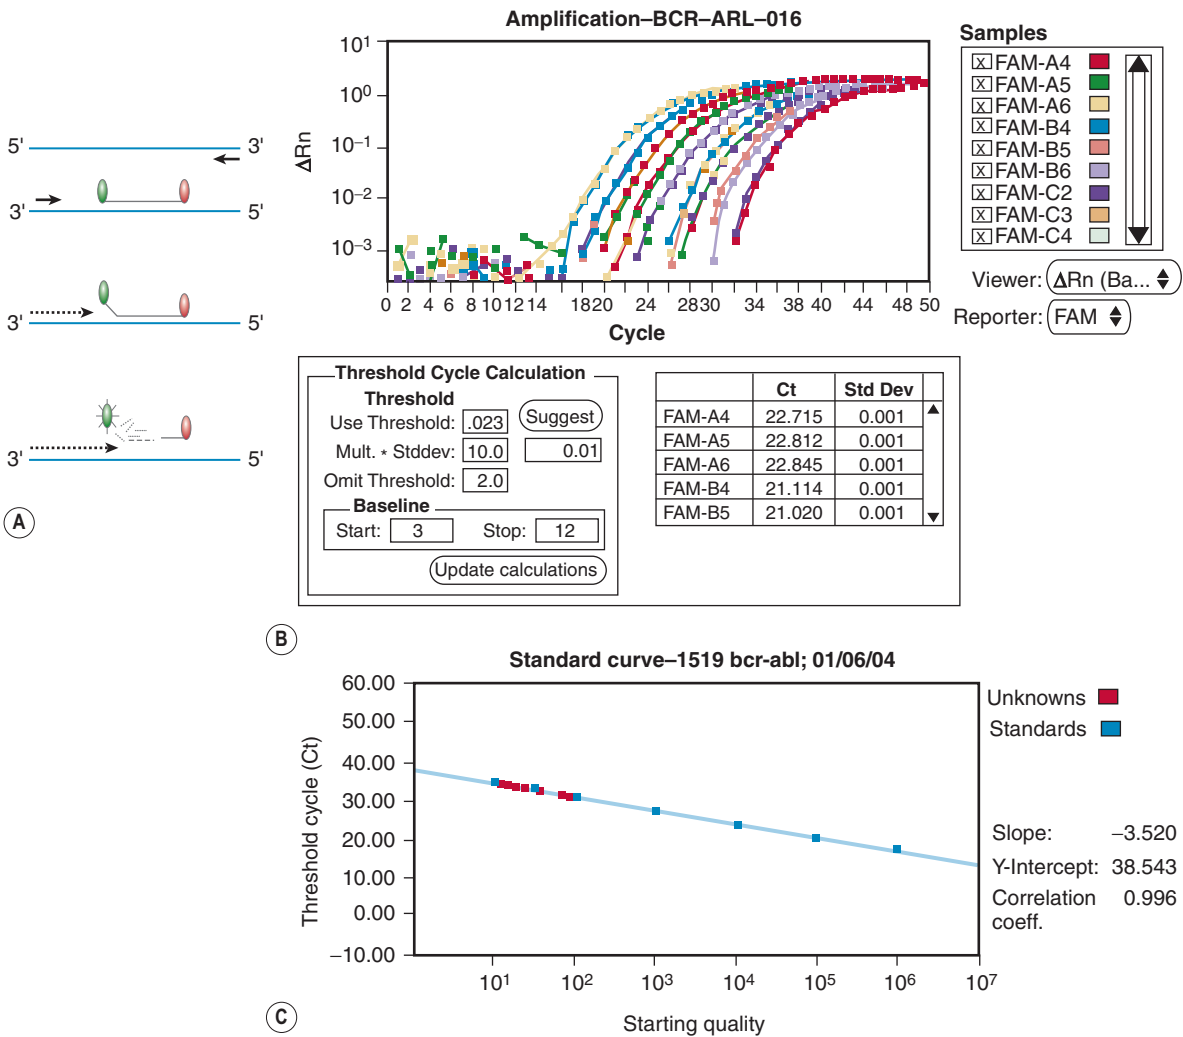 5' 3'
3' 5'
3' 5'
3' 5'
A
Amplification–BCR–ARL–016
ΔRn
10¹
10⁰
10⁻¹
10⁻²
10⁻³
0 2 4 6 8 10 12 14 18 20 24 28 30 34 38 40 44 48 50
Cycle
Samples
x FAM-A4
x FAM-A5
x FAM-A6
x FAM-B4
x FAM-B5
x FAM-B6
x FAM-C2
x FAM-C3
x FAM-C4
Viewer: ΔRn (Ba...
Reporter: FAM
Threshold Cycle Calculation
Threshold
Use Threshold: .023 Suggest
Mult. * Stddev: 10.0 0.01
Omit Threshold: 2.0
Baseline
Start: 3 Stop: 12
Update calculations
Ct Std Dev
FAM-A4 22.715 0.001
FAM-A5 22.812 0.001
FAM-A6 22.845 0.001
FAM-B4 21.114 0.001
FAM-B5 21.020 0.001
B
Standard curve–1519 bcr-abl; 01/06/04
Threshold cycle (Ct)
60.00
50.00
40.00
30.00
20.00
10.00
0.00
–10.00
10¹ 10² 10³ 10⁴ 10⁵ 10⁶ 10⁷
Starting quality
Unknowns
Standards
Slope: –3.520
Y-Intercept: 38.543
Correlation 0.996
coeff.
C